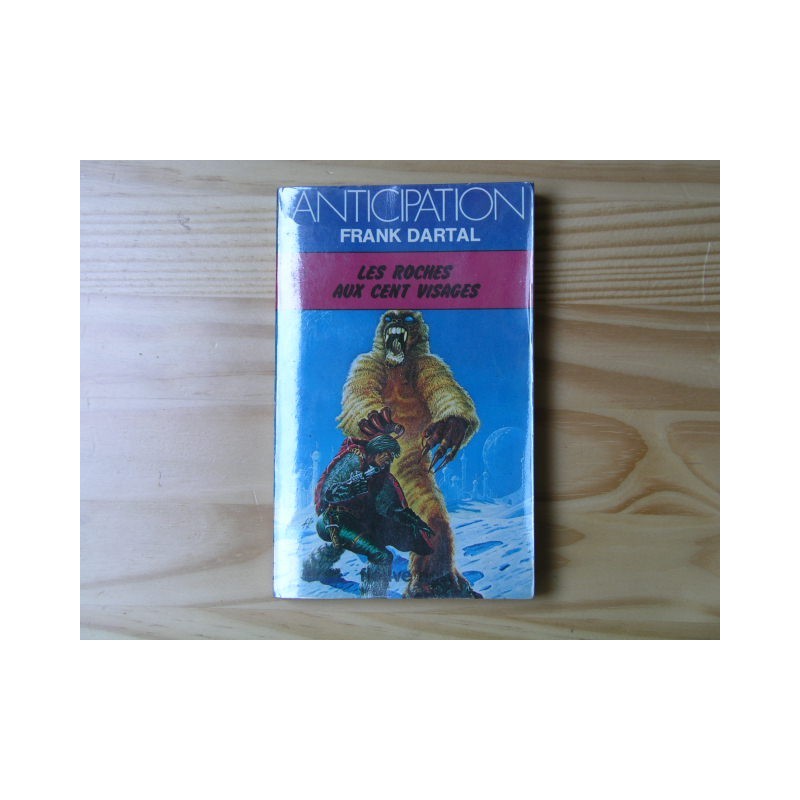 ANTICIPATION
FRANK DARTAL
LES ROCHES
AUX CENT VISAGES